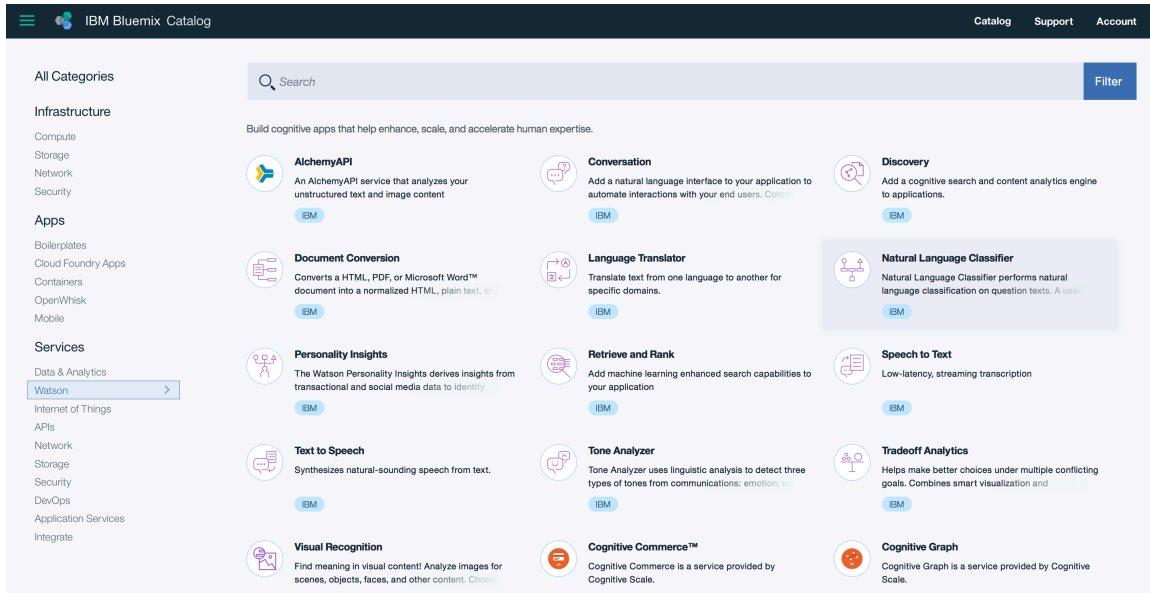 IBM Bluemix Catalog
Catalog Support Account
All Categories
Infrastructure
Compute
Storage
Network
Security
Apps
Boilerplates
Cloud Foundry Apps
Containers
OpenWhisk
Mobile
Services
Data & Analytics
Watson
Internet of Things
APIs
Network
Storage
Security
DevOps
Application Services
Integrate
Search
Filter
Build cognitive apps that help enhance, scale, and accelerate human expertise.
AlchemyAPI
An AlchemyAPI service that analyzes your
unstructured text and image content
IBM
Conversation
Add a natural language interface to your application to
automate interactions with your end users.
IBM
Discovery
Add a cognitive search and content analytics engine
to applications.
IBM
Document Conversion
Converts a HTML, PDF, or Microsoft Word™
document into a normalized HTML, plain text, or
IBM
Language Translator
Translate text from one language to another for
specific domains.
IBM
Natural Language Classifier
Natural Language Classifier performs natural
language classification on question texts. A user
IBM
Personality Insights
The Watson Personality Insights derives insights from
transactional and social media data to identify
IBM
Retrieve and Rank
Add machine learning enhanced search capabilities to
your application
IBM
Speech to Text
Low-latency, streaming transcription
IBM
Text to Speech
Synthesizes natural-sounding speech from text.
IBM
Tone Analyzer
Tone Analyzer uses linguistic analysis to detect three
types of tones from communications: emotion,
IBM
Tradeoff Analytics
Helps make better choices under multiple conflicting
goals. Combines smart visualization and
IBM
Visual Recognition
Find meaning in visual content! Analyze images for
scenes, objects, faces, and other content. Choose
Cognitive Commerce™
Cognitive Commerce is a service provided by
Cognitive Scale.
Cognitive Graph
Cognitive Graph is a service provided by Cognitive
Scale.